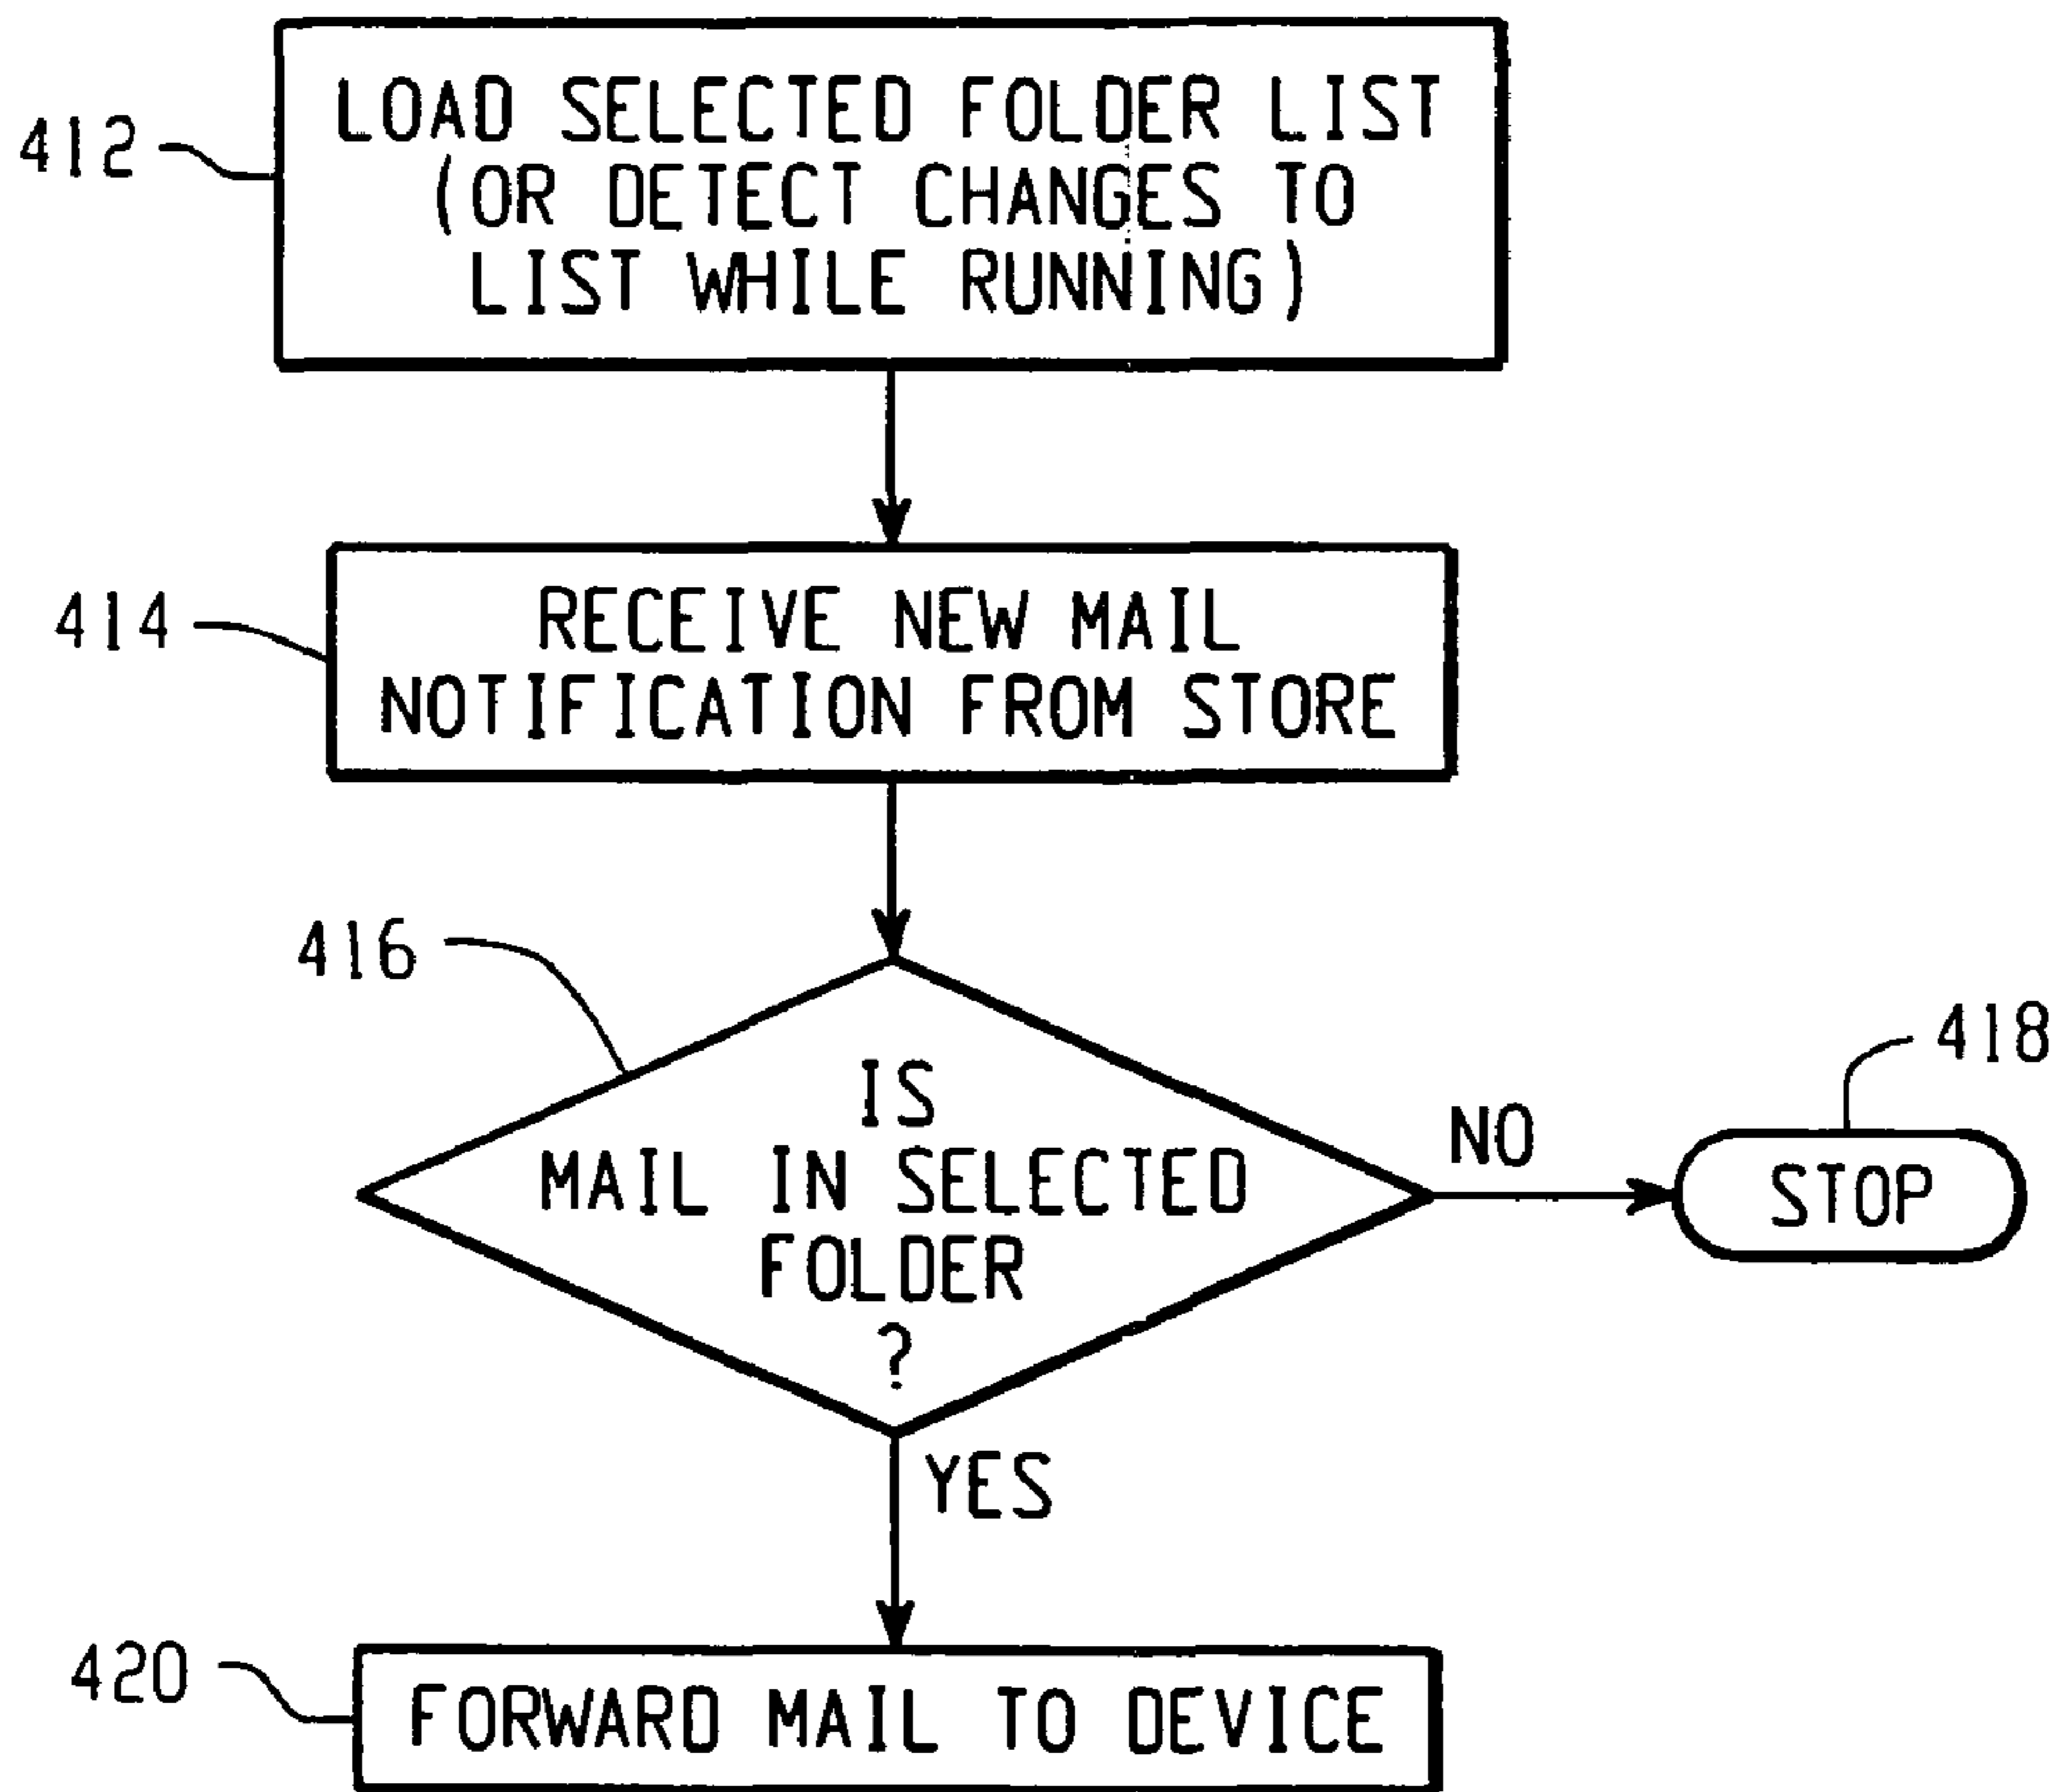 412
LOAD SELECTED FOLDER LIST
(OR DETECT CHANGES TO
LIST WHILE RUNNING)
414
RECEIVE NEW MAIL
NOTIFICATION FROM STORE
416
IS
MAIL IN SELECTED
FOLDER
?
NO
418
STOP
YES
420
FORWARD MAIL TO DEVICE